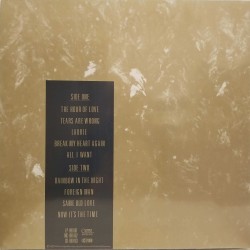 SIDE ONE
THE HOUR OF LOVE
TEARS ARE WRONG
LAURIE
BREAK MY HEART AGAIN
ALL I WANT
SIDE TWO
RAINBOW IN THE NIGHT
FOREIGN MAN
SAME OLD LOVE
NOW IT'S THE TIME